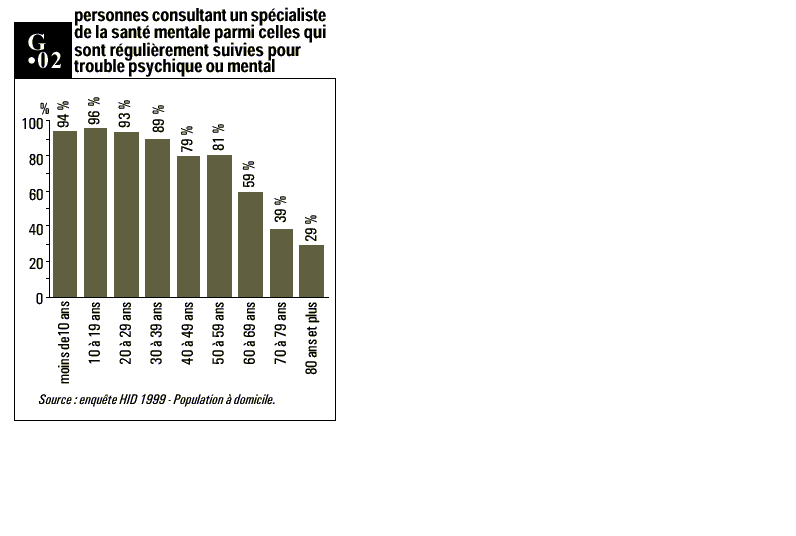 personnes consultant un spécialiste
de la santé mentale parmi celles qui
sont régulièrement suivies pour
trouble psychique ou mental
G
•02
%
100
80
60
40
20
0
94 %
96 %
93 %
89 %
79 %
81 %
59 %
39 %
29 %
moins de10 ans
10 à 19 ans
20 à 29 ans
30 à 39 ans
40 à 49 ans
50 à 59 ans
60 à 69 ans
70 à 79 ans
80 ans et plus
Source : enquête HID 1999 - Population à domicile.